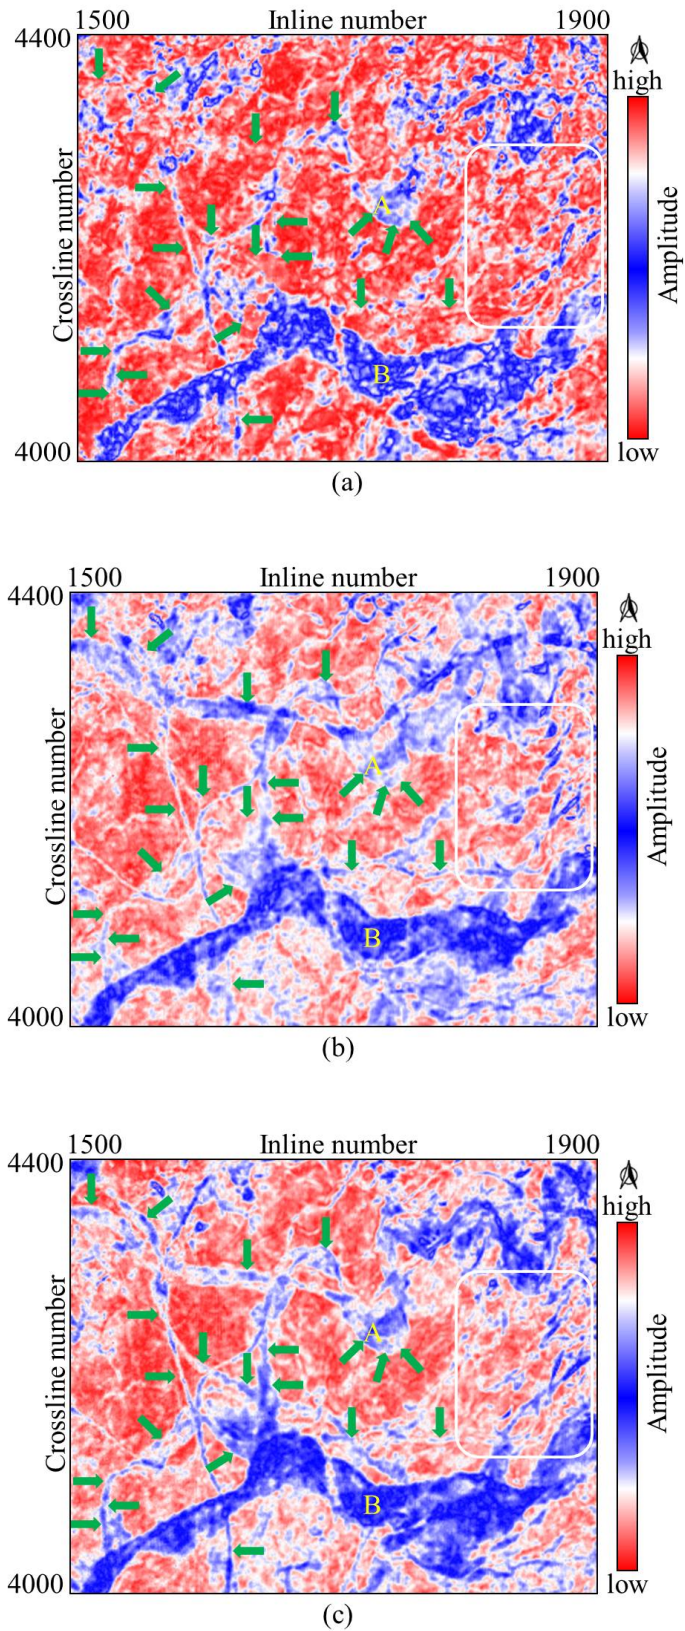 1500 Inline number 1900
4400
high
A
Crossline number
Amplitude
B
4000
low
(a)
1500 Inline number 1900
4400
high
A
Crossline number
Amplitude
B
4000
low
(b)
1500 Inline number 1900
4400
high
A
Crossline number
Amplitude
B
4000
low
(c)